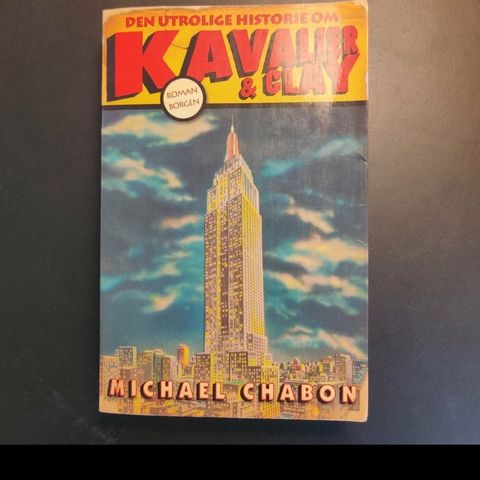 DEN UTROLIGE HISTORIE OM
KAVALIER
& CLAY
ROMAN
BORGEN
MICHAEL CHABON